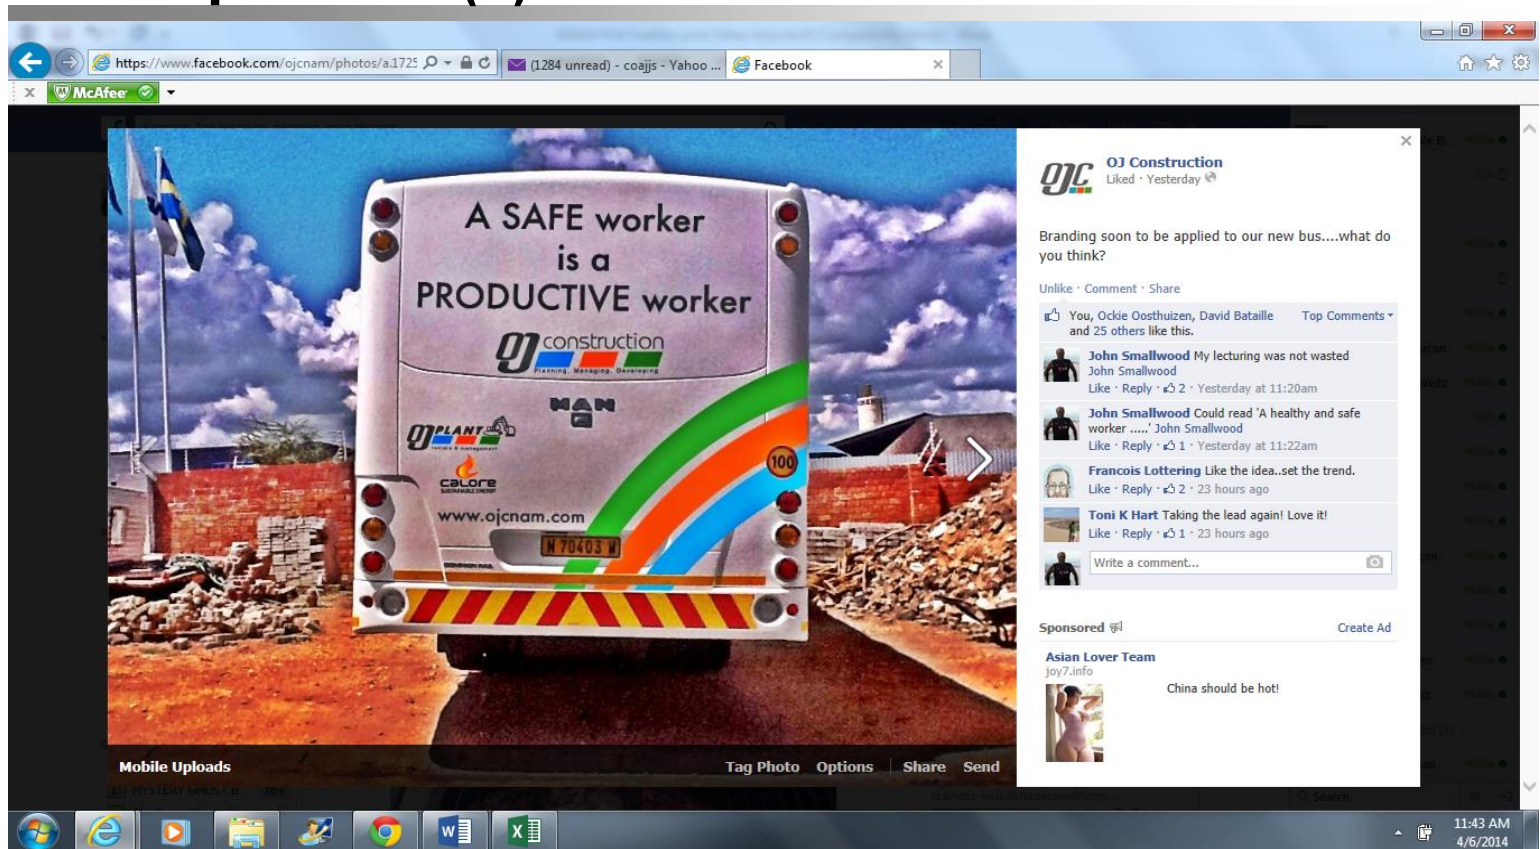 https://www.facebook.com/ojcnam/photos/a.1725
(1284 unread) - coajjs - Yahoo ...
Facebook
McAfee
A SAFE worker
is a
PRODUCTIVE worker
OJ construction
Planning, Managing, Developing
MAN
OJ PLANT
CALORE
SUSTAINABLE ENERGY
100
www.ojcnam.com
N 70403 W
Mobile Uploads
Tag Photo Options Share Send
OJC
OJ Construction
Liked · Yesterday
Branding soon to be applied to our new bus....what do
you think?
Unlike · Comment · Share
You, Ockie Oosthuizen, David Bataille Top Comments
and 25 others like this.
John Smallwood My lecturing was not wasted
John Smallwood
Like · Reply · 2 · Yesterday at 11:20am
John Smallwood Could read 'A healthy and safe
worker .....' John Smallwood
Like · Reply · 1 · Yesterday at 11:22am
Francois Lottering Like the idea..set the trend.
Like · Reply · 2 · 23 hours ago
Toni K Hart Taking the lead again! Love it!
Like · Reply · 1 · 23 hours ago
Write a comment...
Sponsored Create Ad
Asian Lover Team
joy7.info
China should be hot!
11:43 AM
4/6/2014